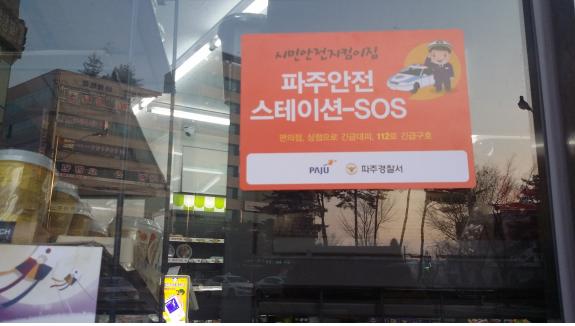 시민안전지킴이집
파주안전
스테이션-SOS
편의점, 상점으로 긴급대피, 112로 긴급구호
PAJU 파주경찰서